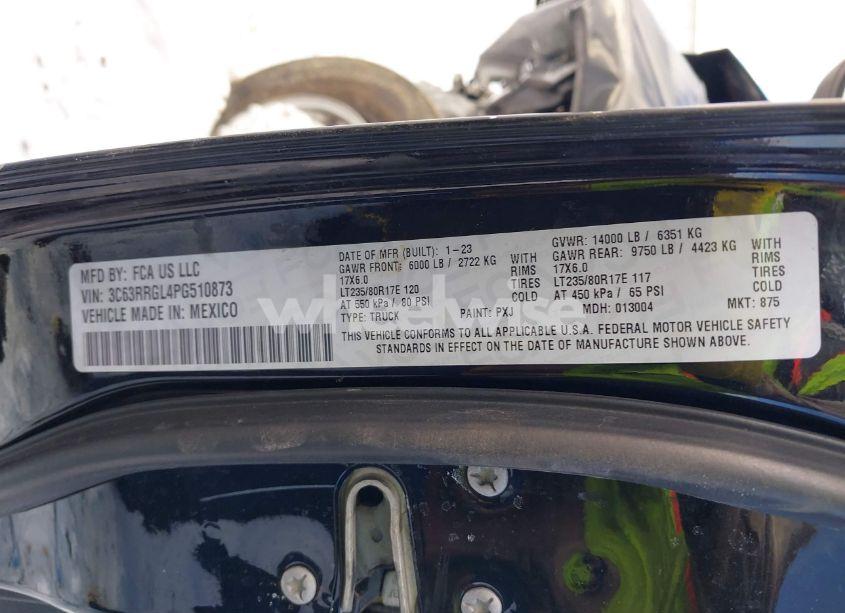 MFD BY: FCA US LLC
VIN: 3C63RRGL4PG510873
VEHICLE MADE IN: MEXICO
DATE OF MFR (BUILT): 1-23
GAWR FRONT: 6000 LB / 2722 KG WITH
17X6.0 RIMS
LT235/80R17E 120 TIRES
AT 550 kPa / 80 PSI COLD
TYPE: TRUCK PAINT: PXJ
GVWR: 14000 LB / 6351 KG
GAWR REAR: 9750 LB / 4423 KG WITH
17X6.0 RIMS
LT235/80R17E 117 TIRES
AT 450 kPa / 65 PSI COLD
MDH: 013004 MKT: 875
THIS VEHICLE CONFORMS TO ALL APPLICABLE U.S.A. FEDERAL MOTOR VEHICLE SAFETY
STANDARDS IN EFFECT ON THE DATE OF MANUFACTURE SHOWN ABOVE.
wheelwise